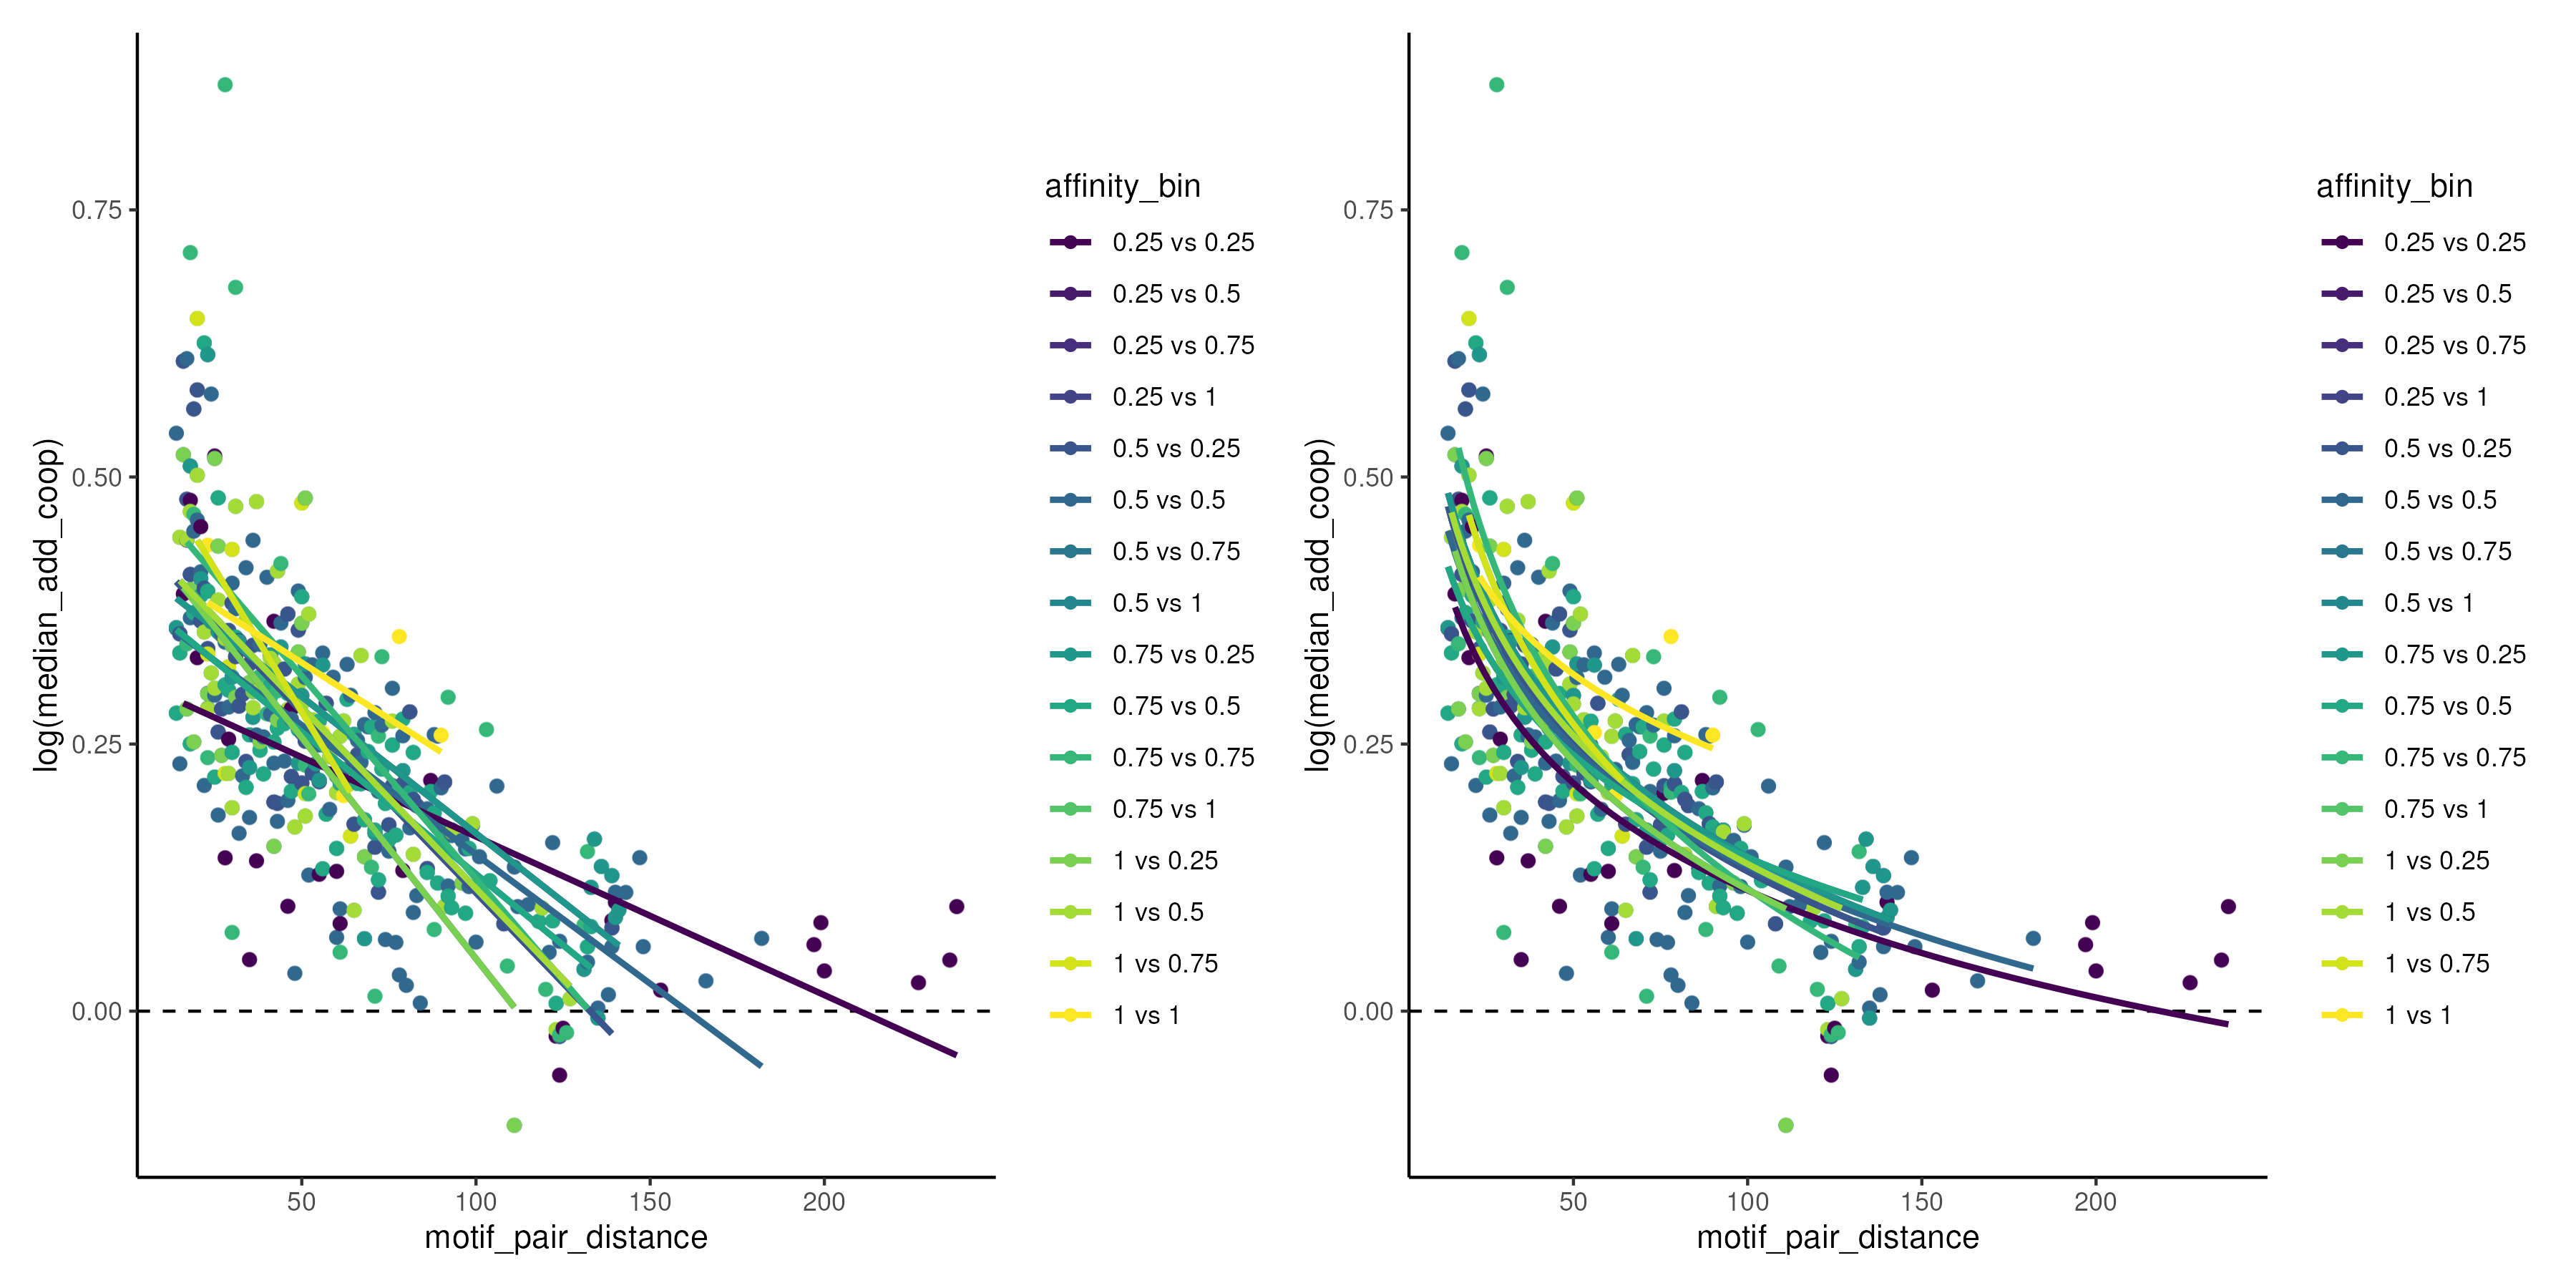 0.75
0.50
0.25
0.00
log(median_add_coop)
50 100 150 200
motif_pair_distance
affinity_bin
0.25 vs 0.25
0.25 vs 0.5
0.25 vs 0.75
0.25 vs 1
0.5 vs 0.25
0.5 vs 0.5
0.5 vs 0.75
0.5 vs 1
0.75 vs 0.25
0.75 vs 0.5
0.75 vs 0.75
0.75 vs 1
1 vs 0.25
1 vs 0.5
1 vs 0.75
1 vs 1
0.75
0.50
0.25
0.00
log(median_add_coop)
50 100 150 200
motif_pair_distance
affinity_bin
0.25 vs 0.25
0.25 vs 0.5
0.25 vs 0.75
0.25 vs 1
0.5 vs 0.25
0.5 vs 0.5
0.5 vs 0.75
0.5 vs 1
0.75 vs 0.25
0.75 vs 0.5
0.75 vs 0.75
0.75 vs 1
1 vs 0.25
1 vs 0.5
1 vs 0.75
1 vs 1